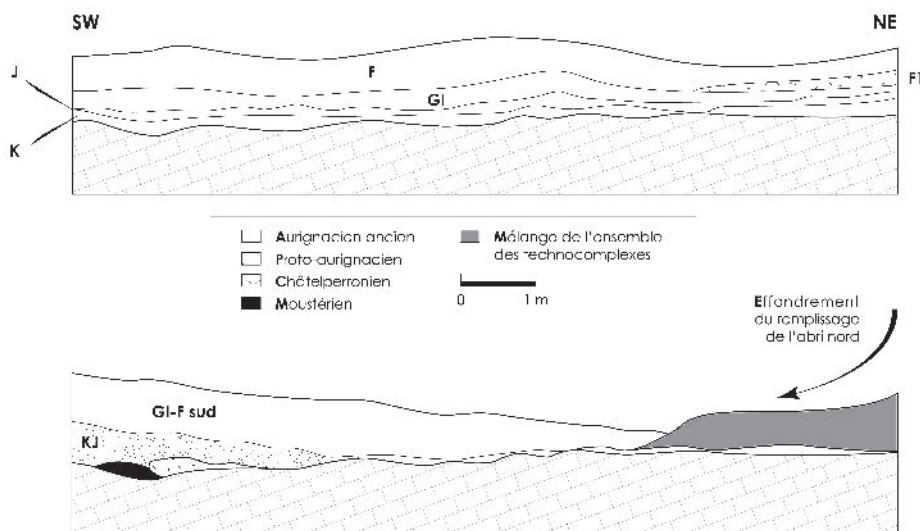 SW
NE
J
F
F1
GI
K
Aurignacien ancien
Proto-aurignacien
Châtelperronien
Moustérien
Mélange de l'ensemble
des technocomplexes
0 1 m
Effondrement
du remplissage
de l'abri nord
GI-F sud
KJ